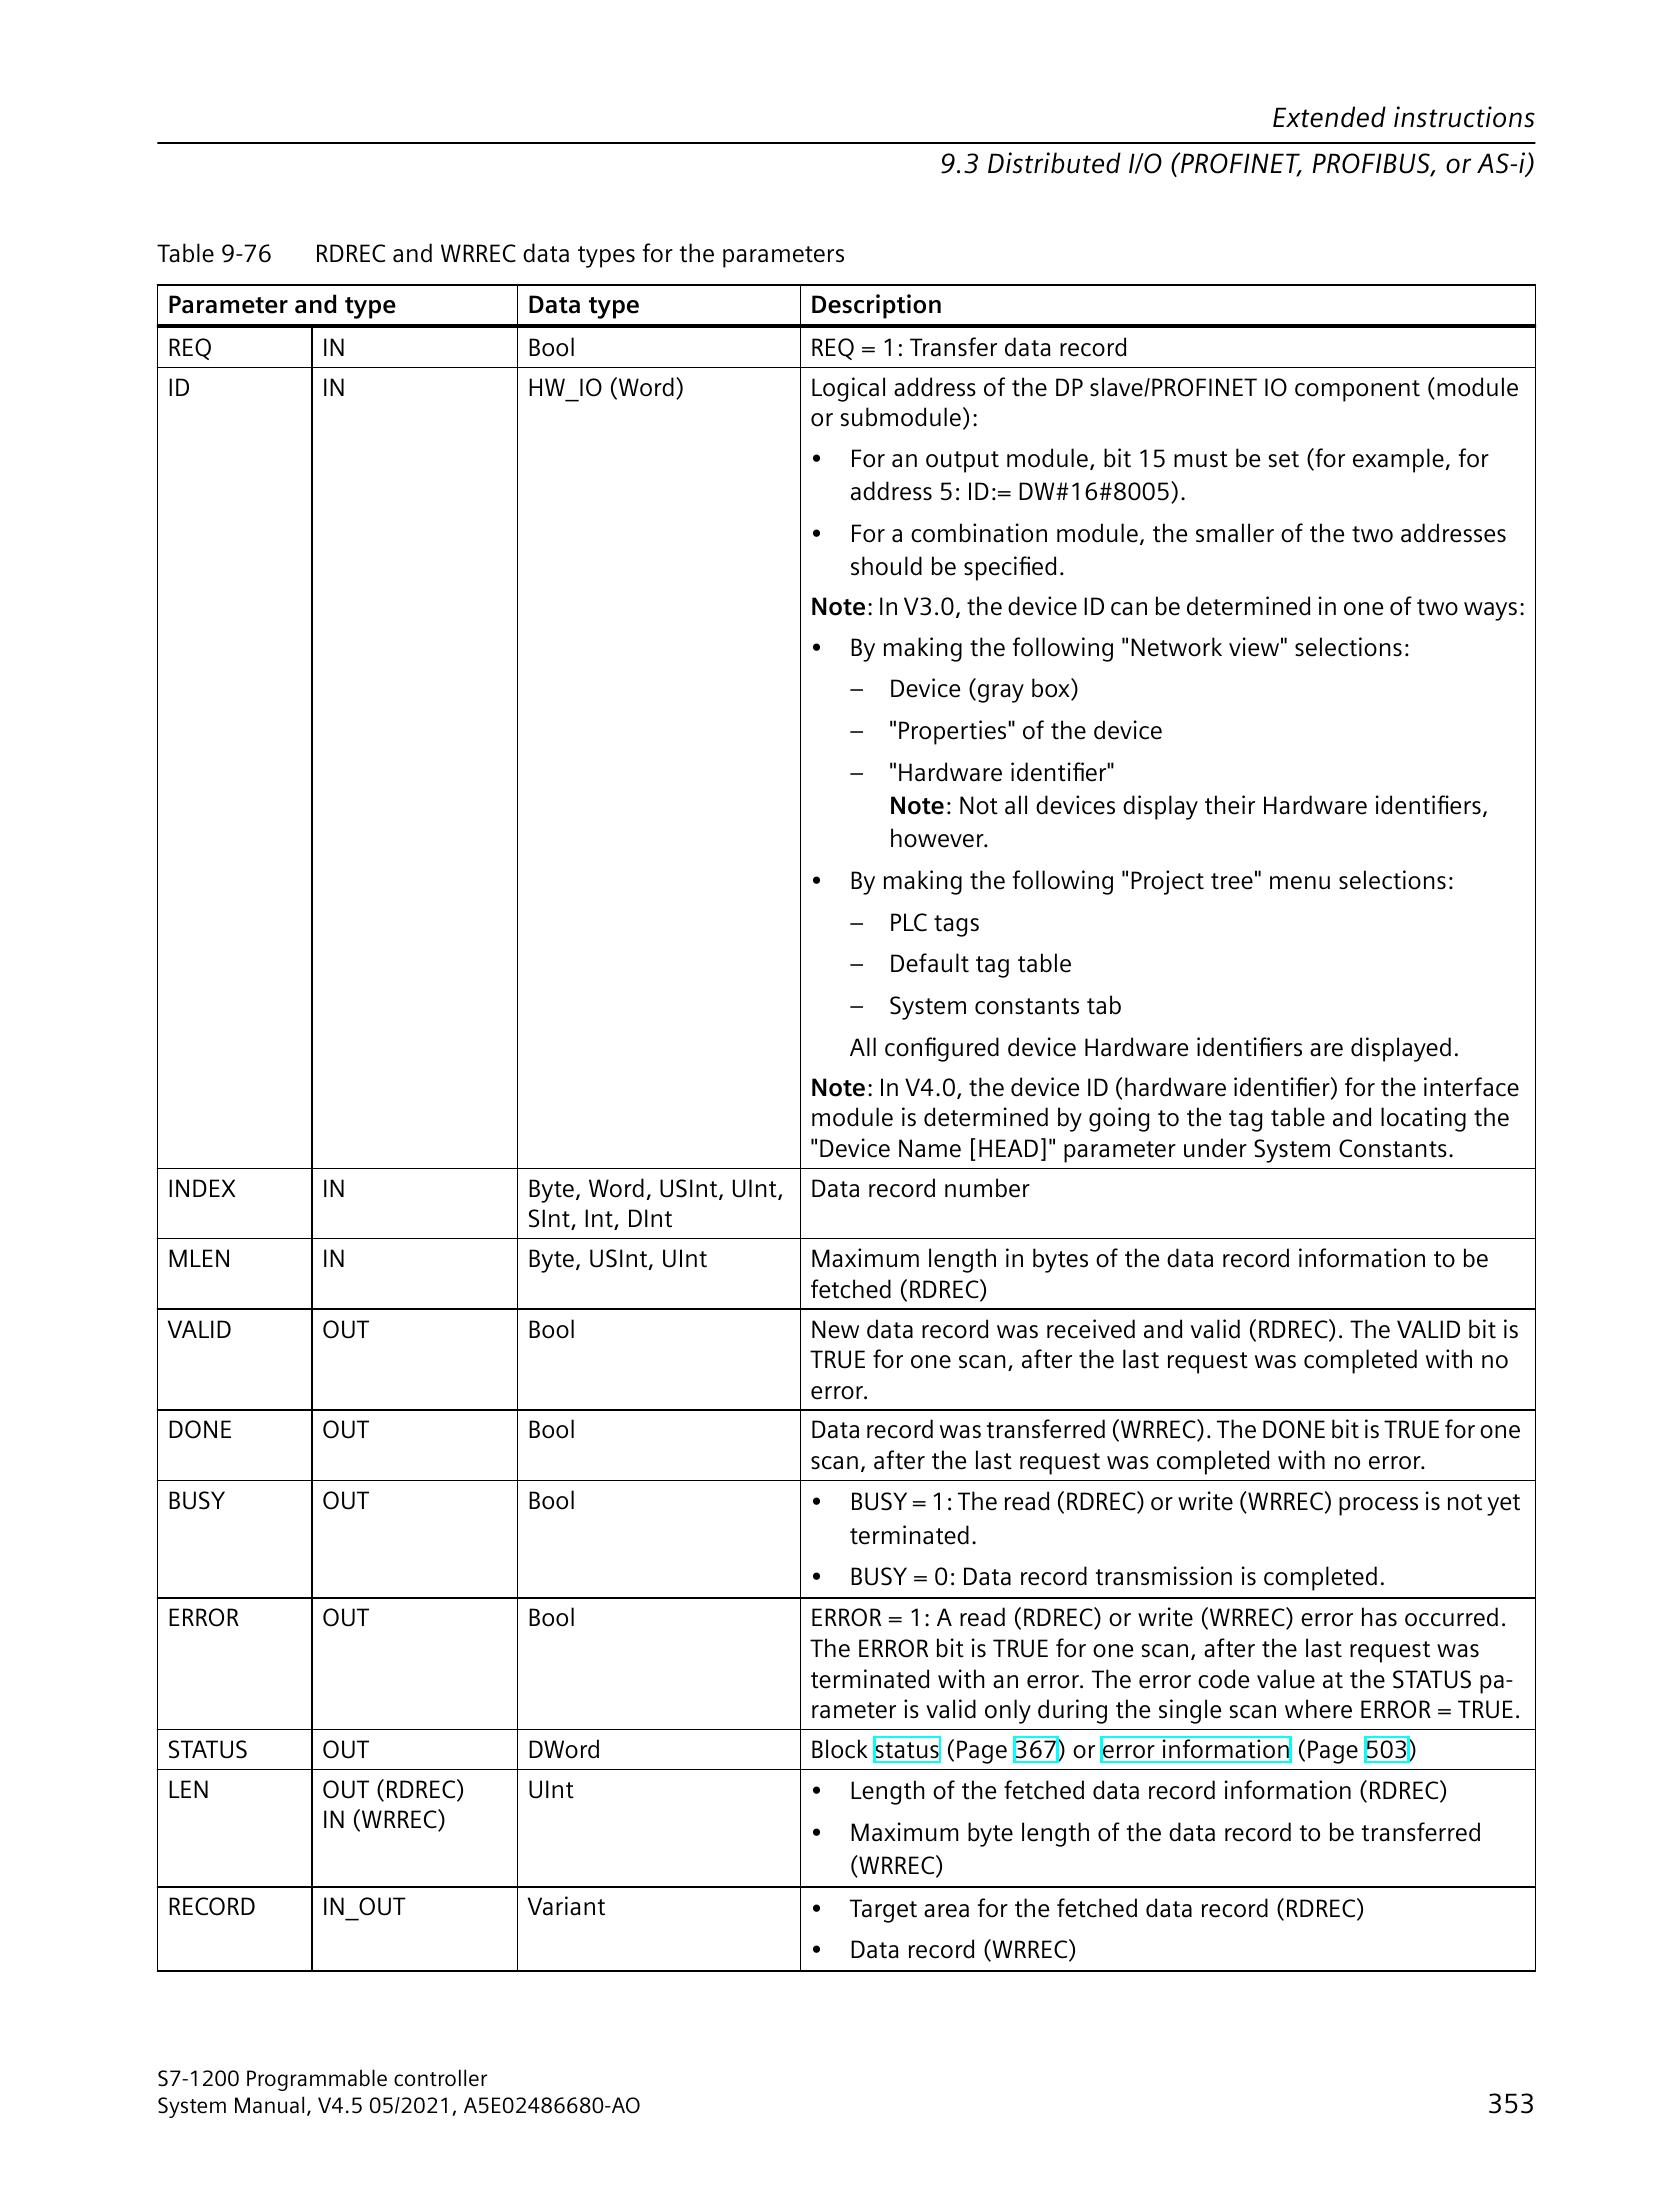 Extended instructions
9.3 Distributed I/O (PROFINET, PROFIBUS, or AS-i)
Table 9-76 RDREC and WRREC data types for the parameters
Parameter and type Data type Description
REQ IN Bool REQ = 1: Transfer data record
ID IN HW_IO (Word) Logical address of the DP slave/PROFINET IO component (module
or submodule):
• For an output module, bit 15 must be set (for example, for
address 5: ID:= DW#16#8005).
• For a combination module, the smaller of the two addresses
should be specified.
Note: In V3.0, the device ID can be determined in one of two ways:
• By making the following "Network view" selections:
– Device (gray box)
– "Properties" of the device
– "Hardware identifier"
Note: Not all devices display their Hardware identifiers,
however.
• By making the following "Project tree" menu selections:
– PLC tags
– Default tag table
– System constants tab
All configured device Hardware identifiers are displayed.
Note: In V4.0, the device ID (hardware identifier) for the interface
module is determined by going to the tag table and locating the
"Device Name [HEAD]" parameter under System Constants.
INDEX IN Byte, Word, USInt, UInt, Data record number
SInt, Int, DInt
MLEN IN Byte, USInt, UInt Maximum length in bytes of the data record information to be
fetched (RDREC)
VALID OUT Bool New data record was received and valid (RDREC). The VALID bit is
TRUE for one scan, after the last request was completed with no
error.
DONE OUT Bool Data record was transferred (WRREC). The DONE bit is TRUE for one
scan, after the last request was completed with no error.
BUSY OUT Bool • BUSY = 1: The read (RDREC) or write (WRREC) process is not yet
terminated.
• BUSY = 0: Data record transmission is completed.
ERROR OUT Bool ERROR = 1: A read (RDREC) or write (WRREC) error has occurred.
The ERROR bit is TRUE for one scan, after the last request was
terminated with an error. The error code value at the STATUS pa-
rameter is valid only during the single scan where ERROR = TRUE.
STATUS OUT DWord Block status (Page 367) or error information (Page 503)
LEN OUT (RDREC) UInt • Length of the fetched data record information (RDREC)
IN (WRREC)
• Maximum byte length of the data record to be transferred
(WRREC)
RECORD IN_OUT Variant • Target area for the fetched data record (RDREC)
• Data record (WRREC)
S7-1200 Programmable controller
System Manual, V4.5 05/2021, A5E02486680-AO 353